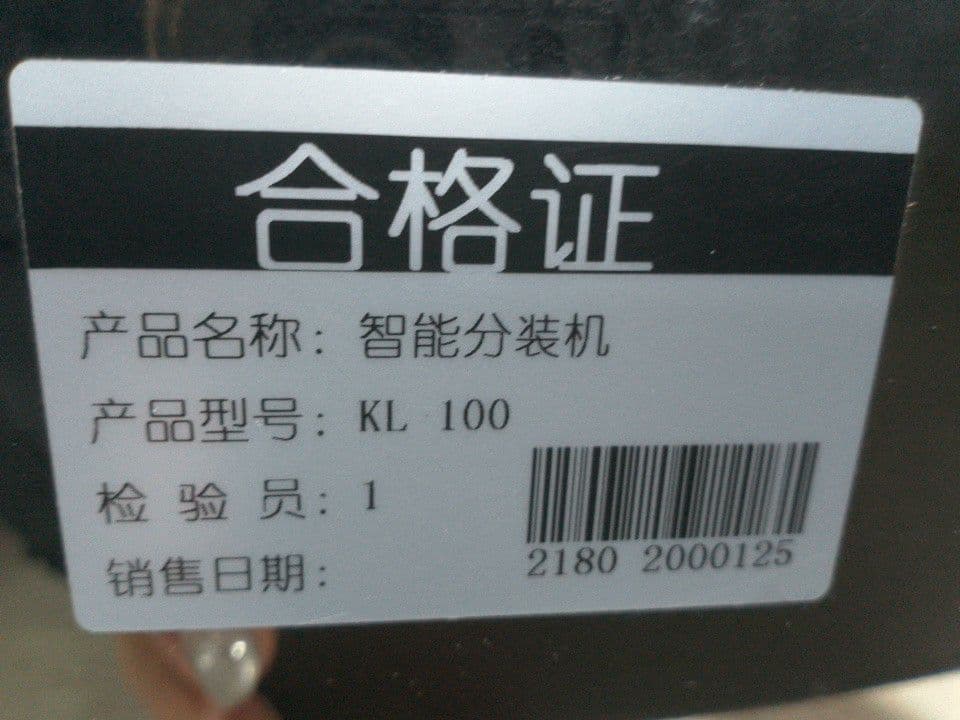 合格证
产品名称：智能分装机
产品型号：KL 100
检 验 员：1
销售日期：
2180 2000125